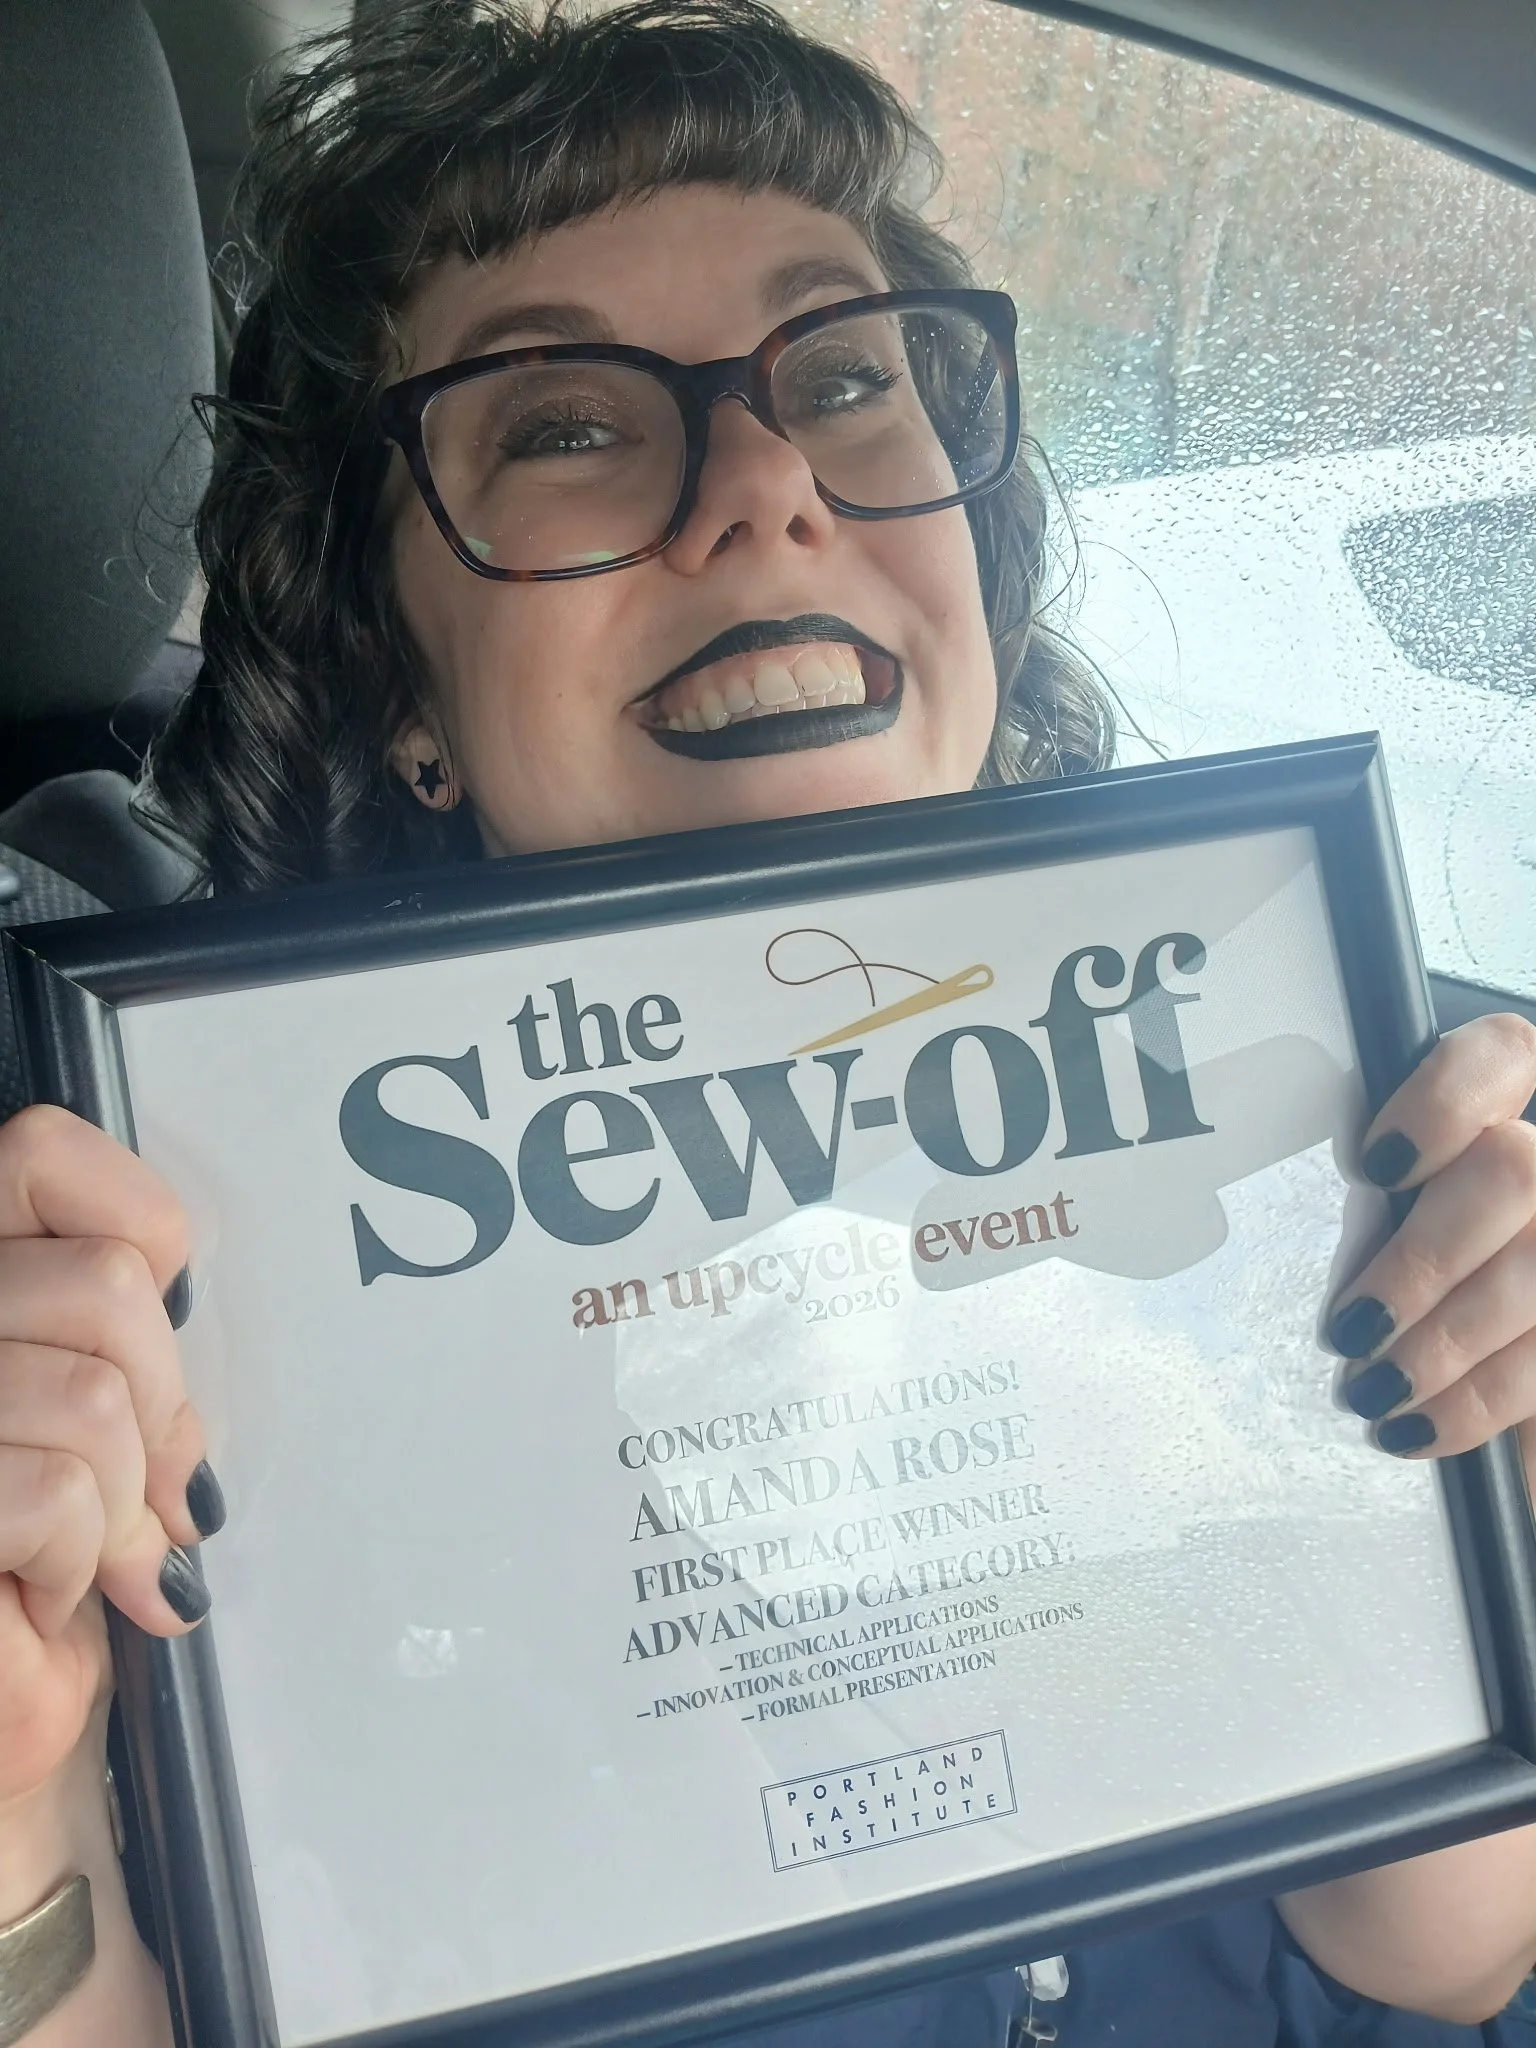 the
Sew-off
an upcycle event
2026
CONGRATULATIONS!
AMANDA ROSE
FIRST PLACE WINNER
ADVANCED CATEGORY:
–TECHNICAL APPLICATIONS
–INNOVATION & CONCEPTUAL APPLICATIONS
–FORMAL PRESENTATION
PORTLAND
FASHION
INSTITUTE